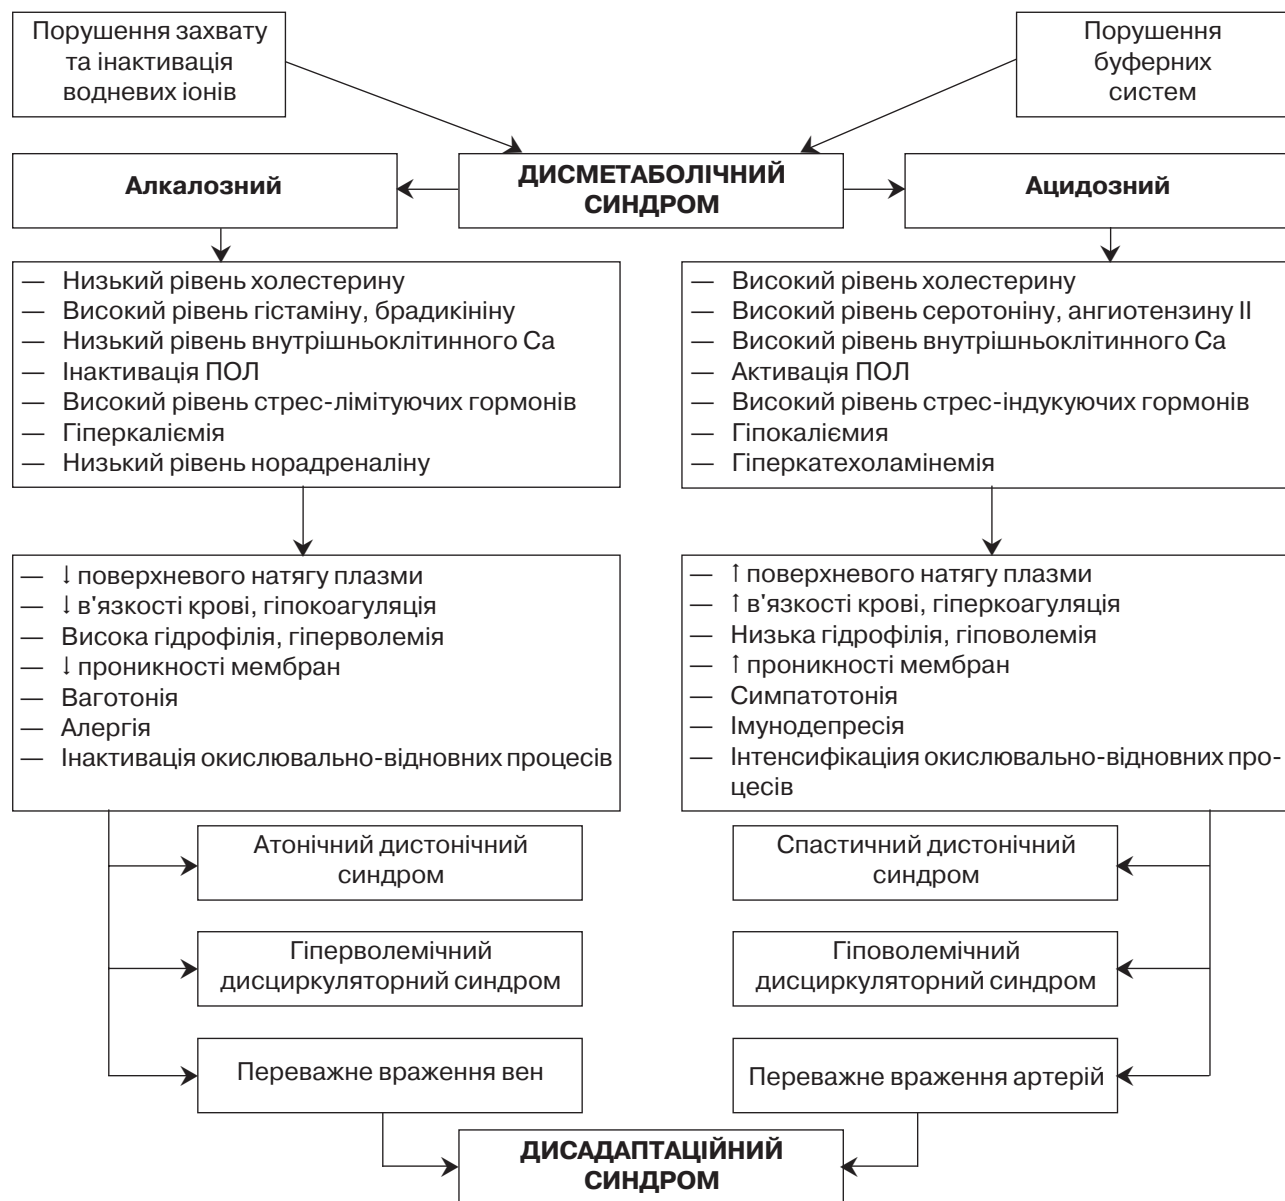 Порушення захвату
та інактивація
водневих іонів
Порушення
буферних
систем
ДИСМЕТАБОЛІЧНИЙ
СИНДРОМ
Алкалозний
Ацидозний
— Низький рівень холестерину
— Високий рівень гістаміну, брадикініну
— Низький рівень внутрішньоклітинного Са
— Інактивація ПОЛ
— Високий рівень стрес-лімітуючих гормонів
— Гіперкаліємія
— Низький рівень норадреналіну
— Високий рівень холестерину
— Високий рівень серотоніну, ангиотензину II
— Високий рівень внутрішньоклітинного Са
— Активація ПОЛ
— Високий рівень стрес-індукуючих гормонів
— Гіпокаліємия
— Гіперкатехоламінемія
— ↓ поверхневого натягу плазми
— ↓ в'язкості крові, гіпокоагуляція
— Висока гідрофілія, гіперволемія
— ↓ проникності мембран
— Ваготонія
— Алергія
— Інактивація окислювально-відновних процесів
— ↑ поверхневого натягу плазми
— ↑ в'язкості крові, гіперкоагуляція
— Низька гідрофілія, гіповолемія
— ↑ проникності мембран
— Симпатотонія
— Імунодепресія
— Інтенсифікаціія окислювально-відновних про-
цесів
Атонічний дистонічний
синдром
Спастичний дистонічний
синдром
Гіперволемічний
дисциркуляторний синдром
Гіповолемічний
дисциркуляторний синдром
Переважне враження вен
Переважне враження артерій
ДИСАДАПТАЦІЙНИЙ
СИНДРОМ